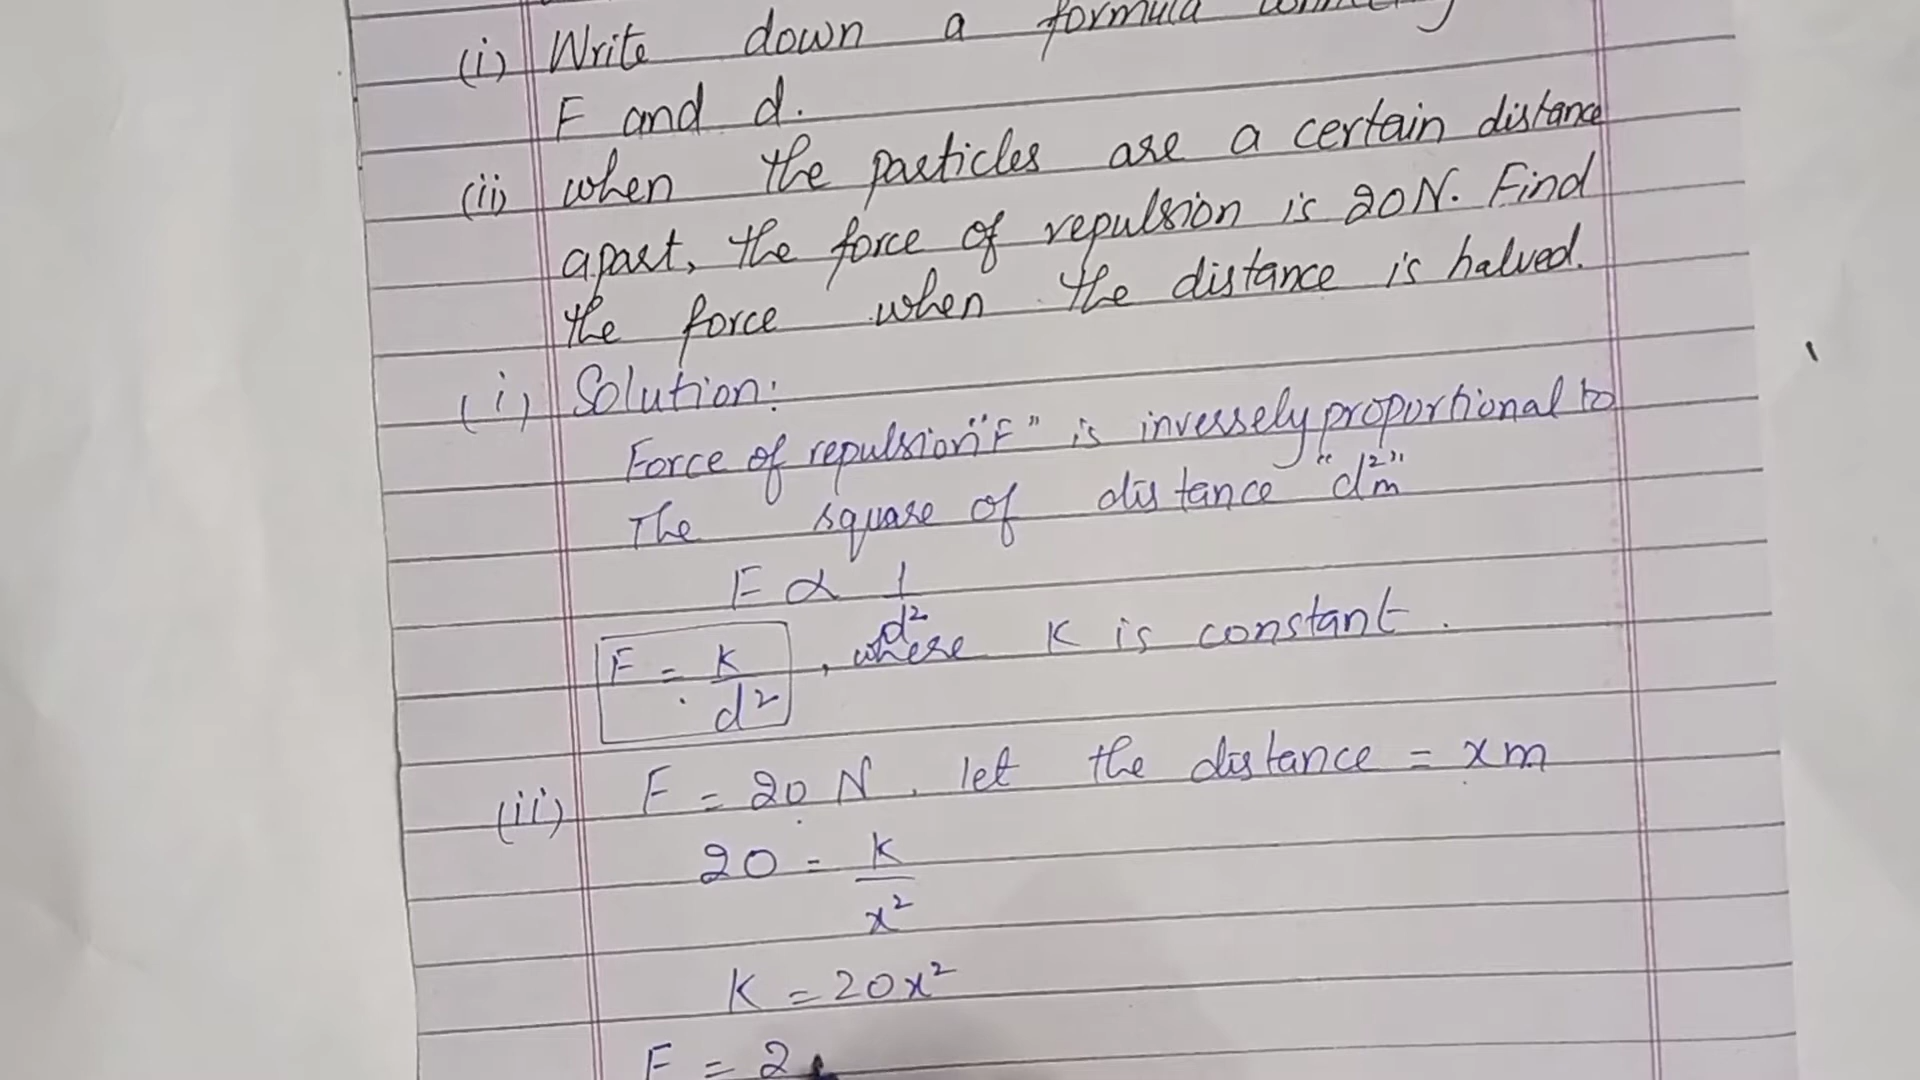 (i) Write down a formula
F and d.
(ii) when the particles are a certain distance
apart, the force of repulsion is 20N. Find
the force when the distance is halved.
(i) Solution:
Force of repulsion "F" is inversely proportional to
The square of distance "d²m"
F ∝ 1/d²
F = K/d² , where K is constant.
(ii) F = 20 N. let the distance = x m
20 = K/x²
K = 20x²
F = 2